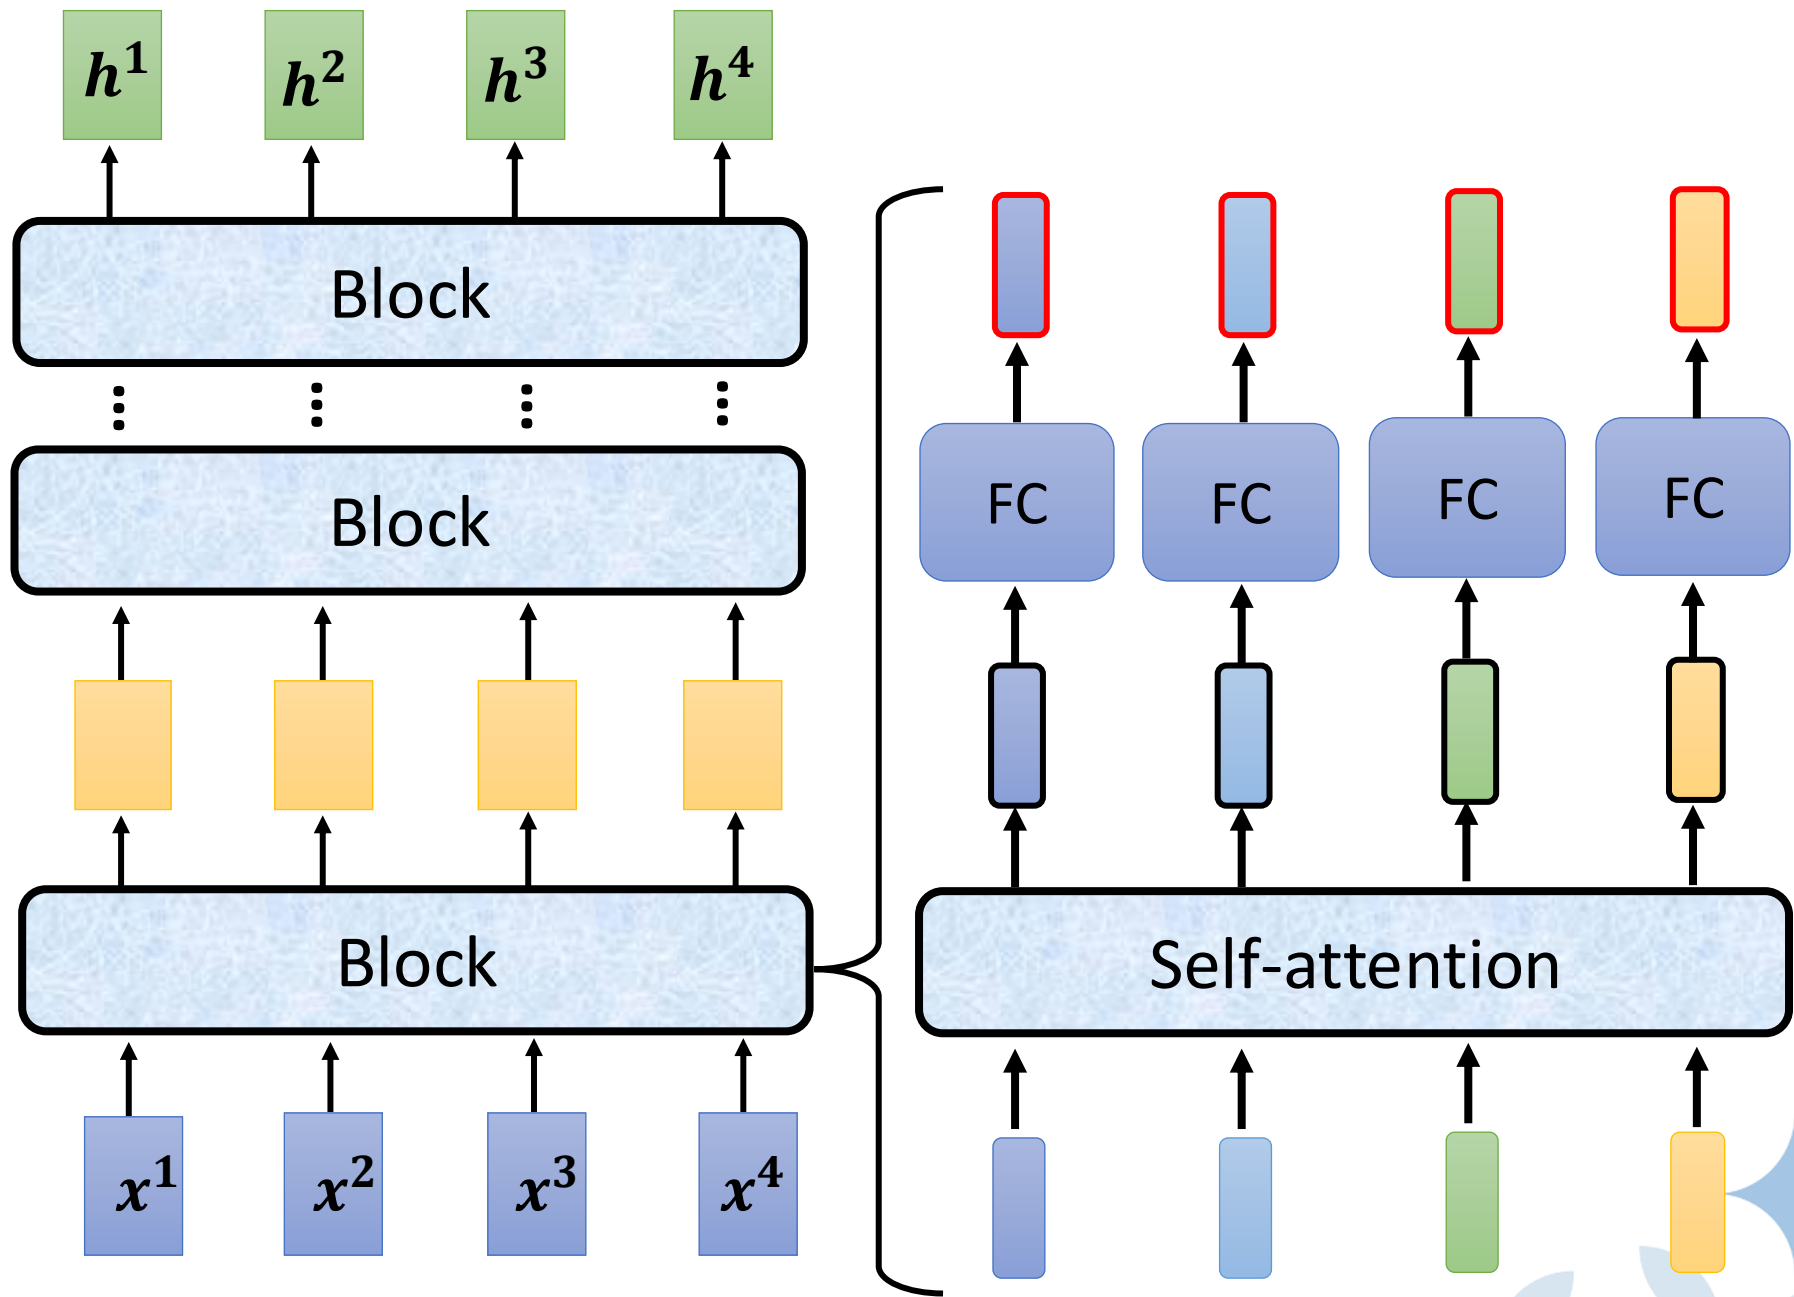 h¹ h² h³ h⁴
Block
Block
Block
x¹ x² x³ x⁴
FC FC FC FC
Self-attention